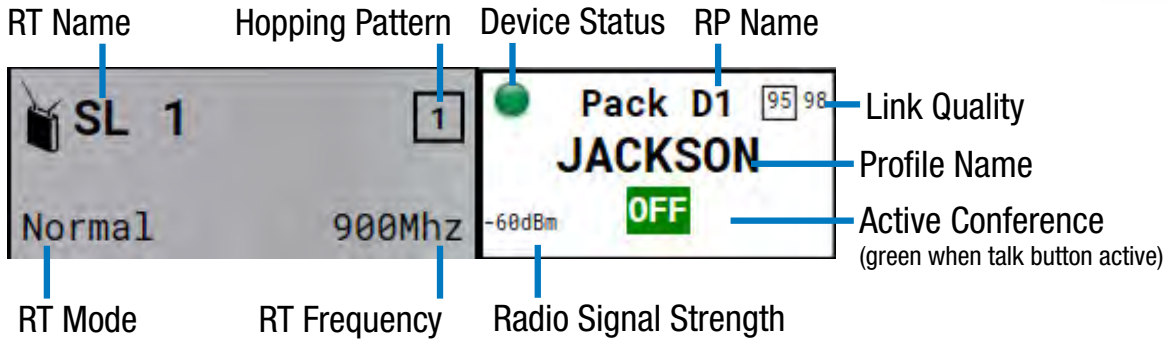 RT Name
Hopping Pattern
Device Status
RP Name
SL 1
1
Pack D1
95 98
Link Quality
JACKSON
Profile Name
OFF
Active Conference
(green when talk button active)
Normal
900Mhz
-60dBm
RT Mode
RT Frequency
Radio Signal Strength